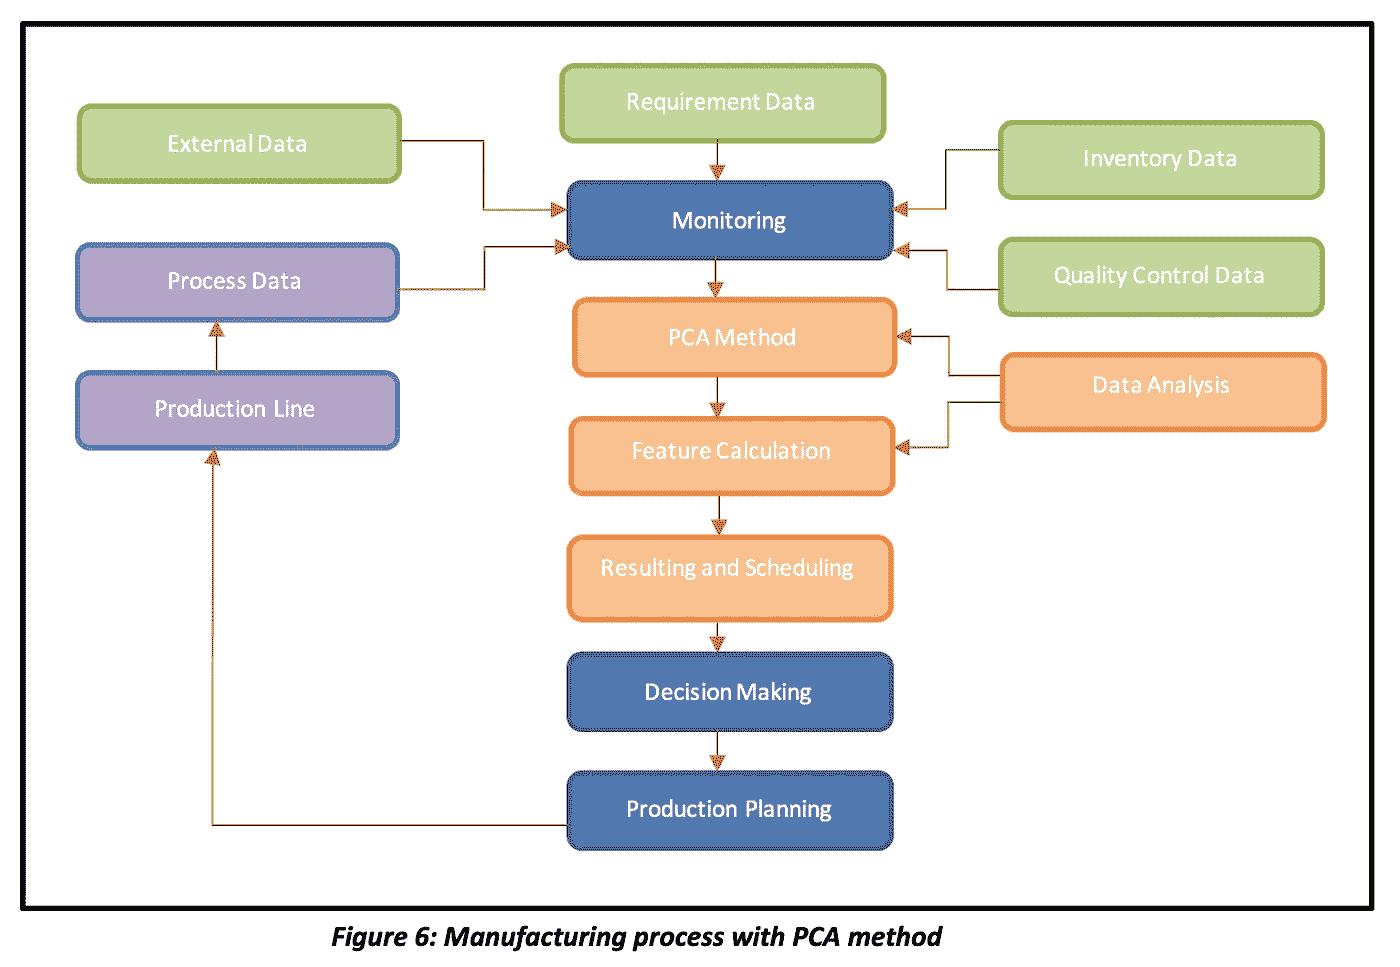 Requirement Data
External Data
Inventory Data
Monitoring
Process Data
Quality Control Data
PCA Method
Data Analysis
Production Line
Feature Calculation
Resulting and Scheduling
Decision Making
Production Planning
Figure 6: Manufacturing process with PCA method